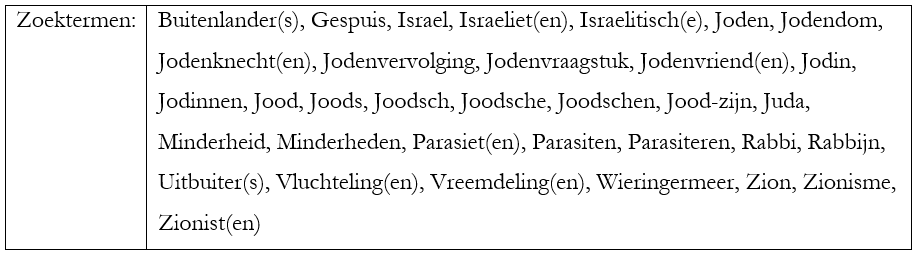 Zoektermen: Buitenlander(s), Gespuis, Israel, Israeliet(en), Israelitisch(e), Joden, Jodendom,
Jodenknecht(en), Jodenvervolging, Jodenvraagstuk, Jodenvriend(en), Jodin,
Jodinnen, Jood, Joods, Joodsch, Joodsche, Joodschen, Jood-zijn, Juda,
Minderheid, Minderheden, Parasiet(en), Parasiten, Parasiteren, Rabbi, Rabbijn,
Uitbuiter(s), Vluchteling(en), Vreemdeling(en), Wieringermeer, Zion, Zionisme,
Zionist(en)